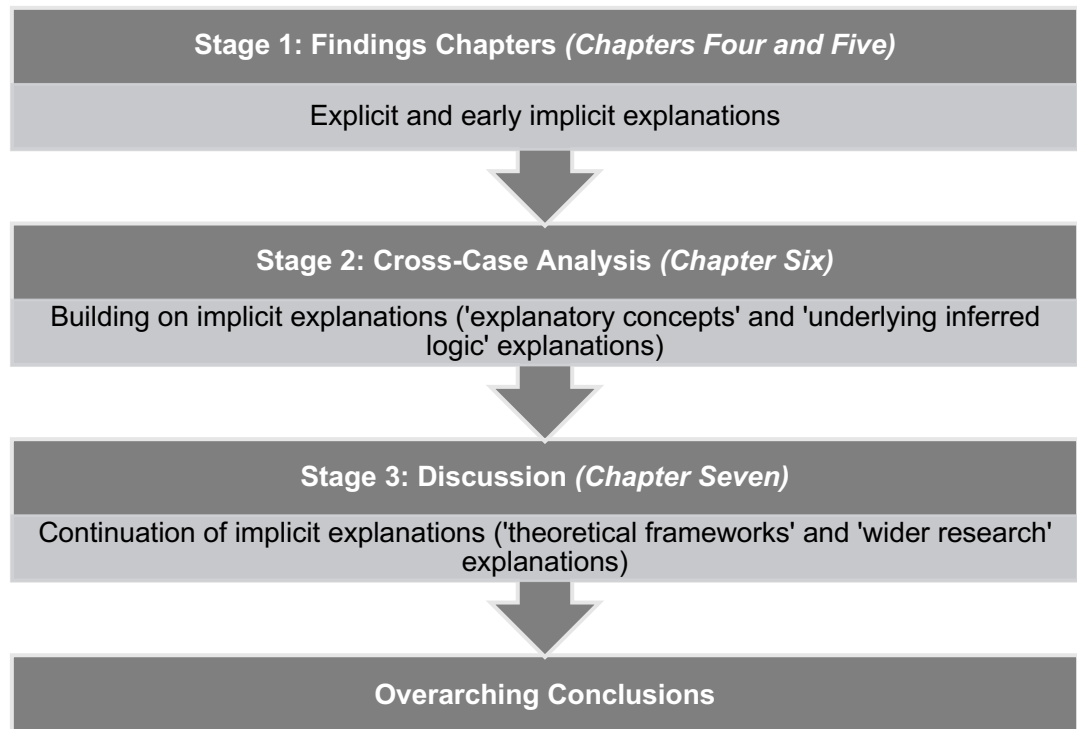 Stage 1: Findings Chapters (Chapters Four and Five)
Explicit and early implicit explanations
Stage 2: Cross-Case Analysis (Chapter Six)
Building on implicit explanations ('explanatory concepts' and 'underlying inferred
logic' explanations)
Stage 3: Discussion (Chapter Seven)
Continuation of implicit explanations ('theoretical frameworks' and 'wider research'
explanations)
Overarching Conclusions